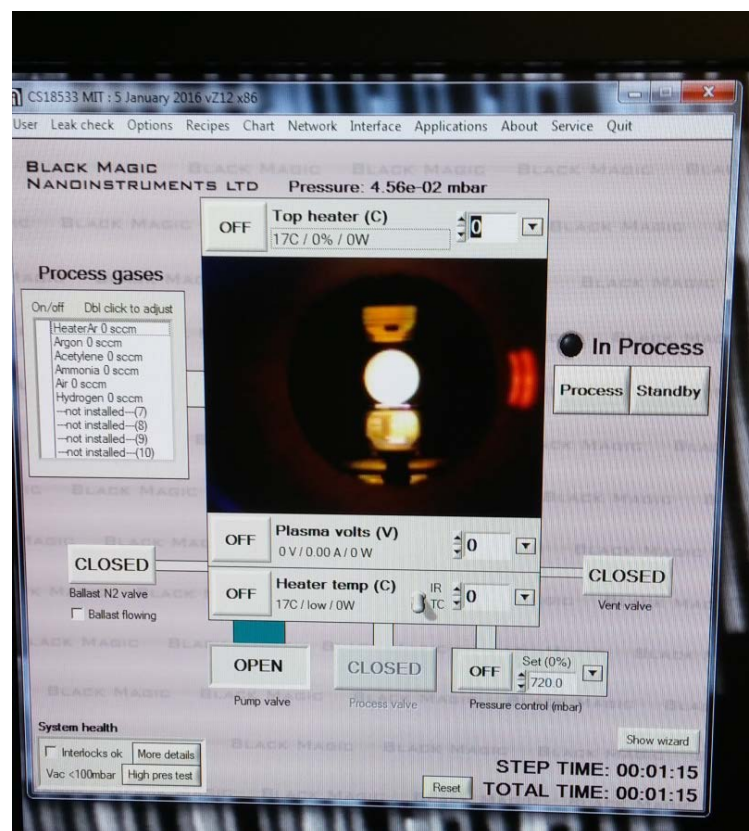 CS18533 MIT : 5 January 2016 vZ12 x86
User Leak check Options Recipes Chart Network Interface Applications About Service Quit
BLACK MAGIC
NANOINSTRUMENTS LTD
Pressure: 4.56e-02 mbar
OFF
Top heater (C)
17C / 0% / 0W
0
Process gases
On/off Dbl click to adjust
HeaterAr 0 sccm
Argon 0 sccm
Acetylene 0 sccm
Ammonia 0 sccm
Air 0 sccm
Hydrogen 0 sccm
---not installed---(7)
---not installed---(8)
---not installed---(9)
---not installed---(10)
In Process
Process Standby
OFF
Plasma volts (V)
0 V / 0.00 A / 0 W
0
CLOSED
Ballast N2 valve
Ballast flowing
OFF
Heater temp (C)
17C / low / 0W
IR
TC
0
CLOSED
Vent valve
OPEN
Pump valve
CLOSED
Process valve
OFF
Set (0%)
720.0
Pressure control (mbar)
System health
Interlocks ok More details
Vac <100mbar High pres test
Show wizard
Reset
STEP TIME: 00:01:15
TOTAL TIME: 00:01:15